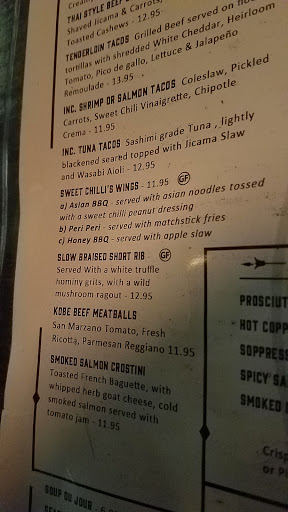 THAI STYLE BEEF
Shaved Jicama & Carrots,
Toasted Cashews - 12.95
TENDERLOIN TACOS Grilled Beef served on
tortillas with shredded White Cheddar, Heirloom
Tomato, Pico de gallo, Lettuce & Jalapeño
Remoulade - 13.95
INC. SHRIMP OR SALMON TACOS Coleslaw, Pickled
Carrots, Sweet Chili Vinaigrette, Chipotle
Crema - 11.95
INC. TUNA TACOS Sashimi grade Tuna , lightly
blackened seared topped with Jicama Slaw
and Wasabi Aioli - 12.95
SWEET CHILLI'S WINGS - 11.95 GF
a) Asian BBQ - served with asian noodles tossed
with a sweet chilli peanut dressing
b) Peri Peri - served with matchstick fries
c) Honey BBQ - served with apple slaw
SLOW BRAISED SHORT RIB - GF
Served With a white truffle
hominy grits, with a wild
mushroom ragout - 12.95
KOBE BEEF MEATBALLS
San Marzano Tomato, Fresh
Ricotta, Parmesan Reggiano 11.95
SMOKED SALMON CROSTINI
Toasted French Baguette, with
whipped herb goat cheese, cold
smoked salmon served with
tomato jam - 11.95
SOUP DU JOUR - 6.
PROSCIUT
HOT COPP
SOPPRESS
SPICY SA
SMOKED
Crisp
or Pi